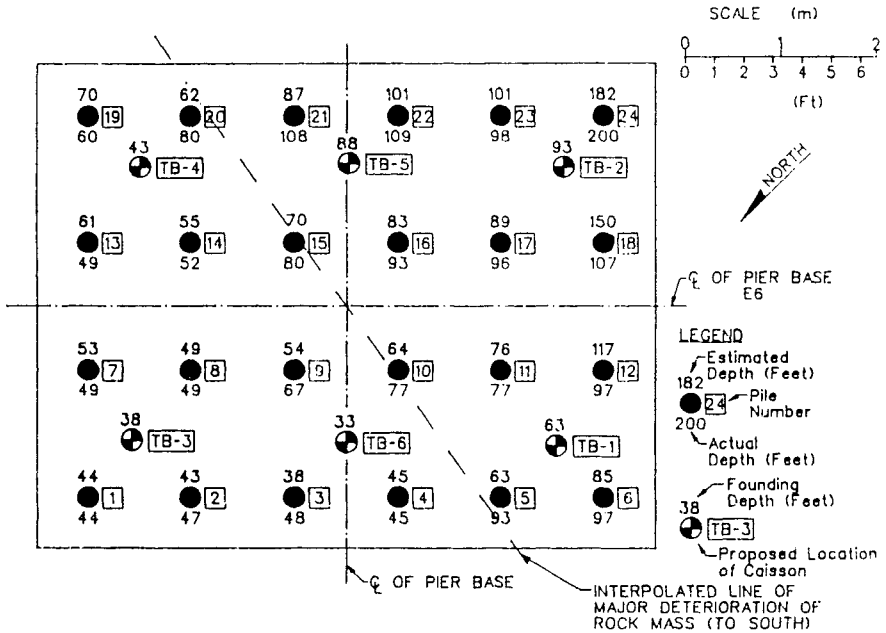 SCALE (m)
0 1 2
0 1 2 3 4 5 6
(Ft)
NORTH
70 62 87 101 101 182
19 20 21 22 23 24
60 80 108 109 98 200
43 88 93
TB-4 TB-5 TB-2
61 55 70 83 89 150
13 14 15 16 17 18
49 52 80 93 96 107
℄ OF PIER BASE
E6
53 49 54 64 76 117
7 8 9 10 11 12
49 49 67 77 77 97
38 33 63
TB-3 TB-6 TB-1
44 43 38 45 63 85
1 2 3 4 5 6
44 47 48 45 93 97
℄ OF PIER BASE
INTERPOLATED LINE OF
MAJOR DETERIORATION OF
ROCK MASS (TO SOUTH)
LEGEND
Estimated
Depth (Feet)
182
24
Pile
Number
200
Actual
Depth (Feet)
Founding
Depth (Feet)
38
TB-3
Proposed Location
of Caisson